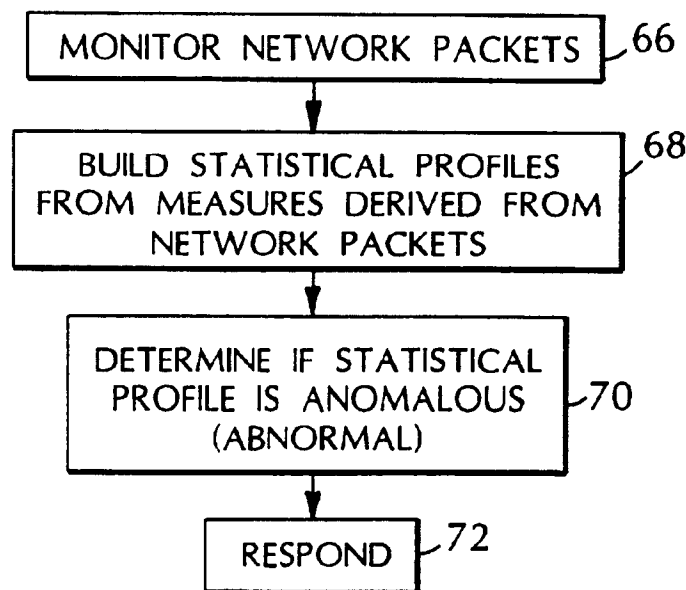 MONITOR NETWORK PACKETS 66
BUILD STATISTICAL PROFILES 68
FROM MEASURES DERIVED FROM
NETWORK PACKETS
DETERMINE IF STATISTICAL
PROFILE IS ANOMALOUS 70
(ABNORMAL)
RESPOND 72